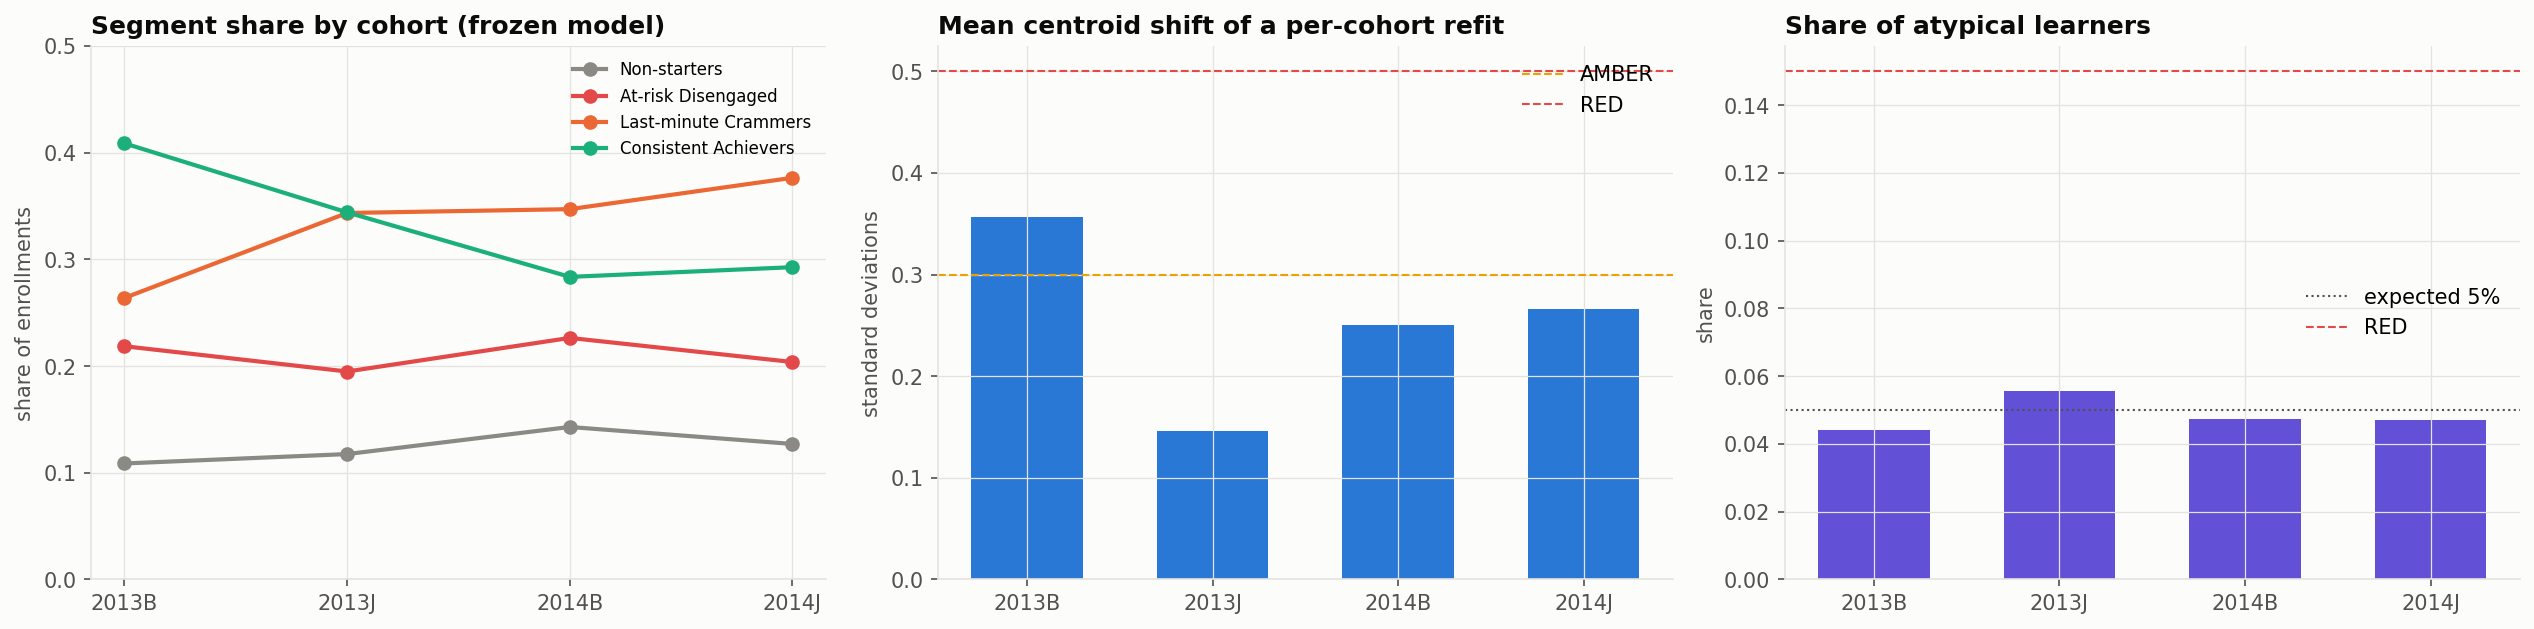 Segment share by cohort (frozen model)
share of enrollments
0.5
0.4
0.3
0.2
0.1
0.0
2013B
2013J
2014B
2014J
Non-starters
At-risk Disengaged
Last-minute Crammers
Consistent Achievers
Mean centroid shift of a per-cohort refit
standard deviations
0.5
0.4
0.3
0.2
0.1
0.0
2013B
2013J
2014B
2014J
AMBER
RED
Share of atypical learners
share
0.14
0.12
0.10
0.08
0.06
0.04
0.02
0.00
2013B
2013J
2014B
2014J
expected 5%
RED